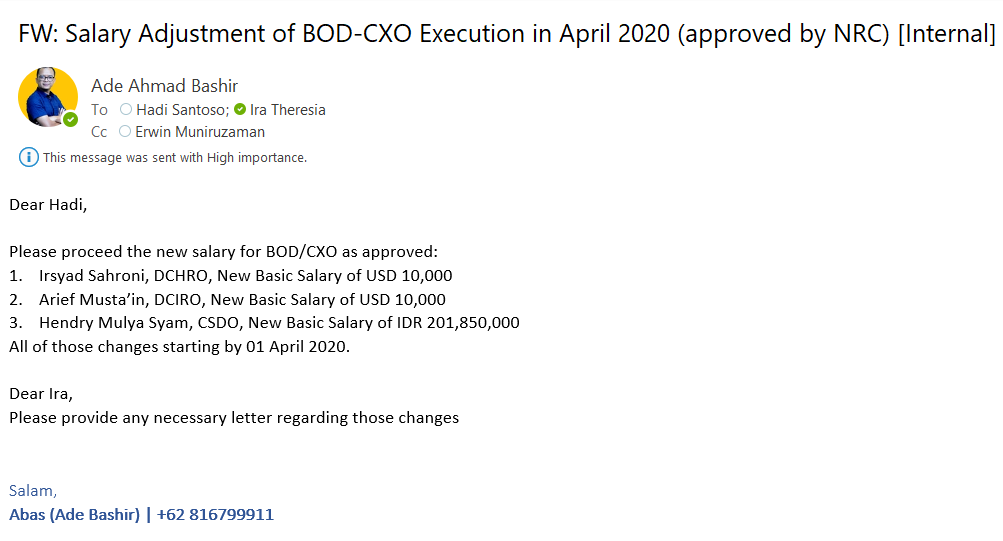 FW: Salary Adjustment of BOD-CXO Execution in April 2020 (approved by NRC) [Internal]
Ade Ahmad Bashir
To Hadi Santoso; Ira Theresia
Cc Erwin Muniruzaman
This message was sent with High importance.
Dear Hadi,
Please proceed the new salary for BOD/CXO as approved:
1. Irsyad Sahroni, DCHRO, New Basic Salary of USD 10,000
2. Arief Musta’in, DCIRO, New Basic Salary of USD 10,000
3. Hendry Mulya Syam, CSDO, New Basic Salary of IDR 201,850,000
All of those changes starting by 01 April 2020.
Dear Ira,
Please provide any necessary letter regarding those changes
Salam,
Abas (Ade Bashir) | +62 816799911